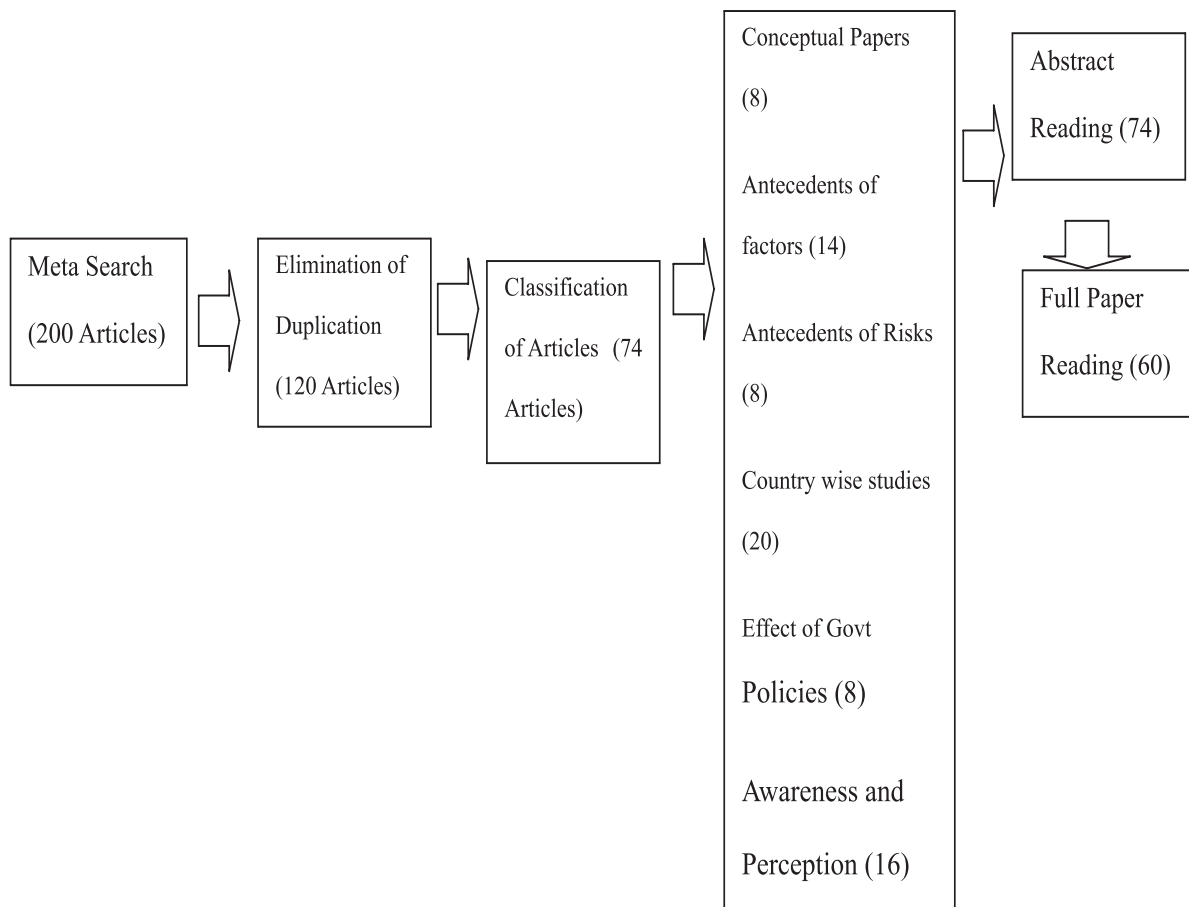 Meta Search
(200 Articles)
Elimination of
Duplication
(120 Articles)
Classification
of Articles (74
Articles)
Conceptual Papers
(8)
Antecedents of
factors (14)
Antecedents of Risks
(8)
Country wise studies
(20)
Effect of Govt
Policies (8)
Awareness and
Perception (16)
Abstract
Reading (74)
Full Paper
Reading (60)